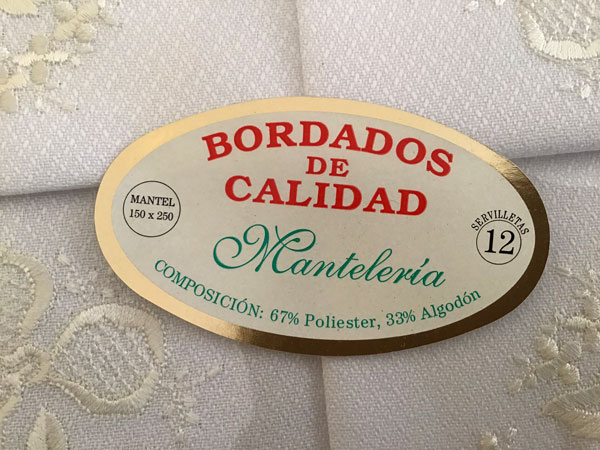 BORDADOS
DE
CALIDAD
MANTEL
150 x 250
SERVILLETAS
12
Mantelería
COMPOSICIÓN: 67% Poliester, 33% Algodón